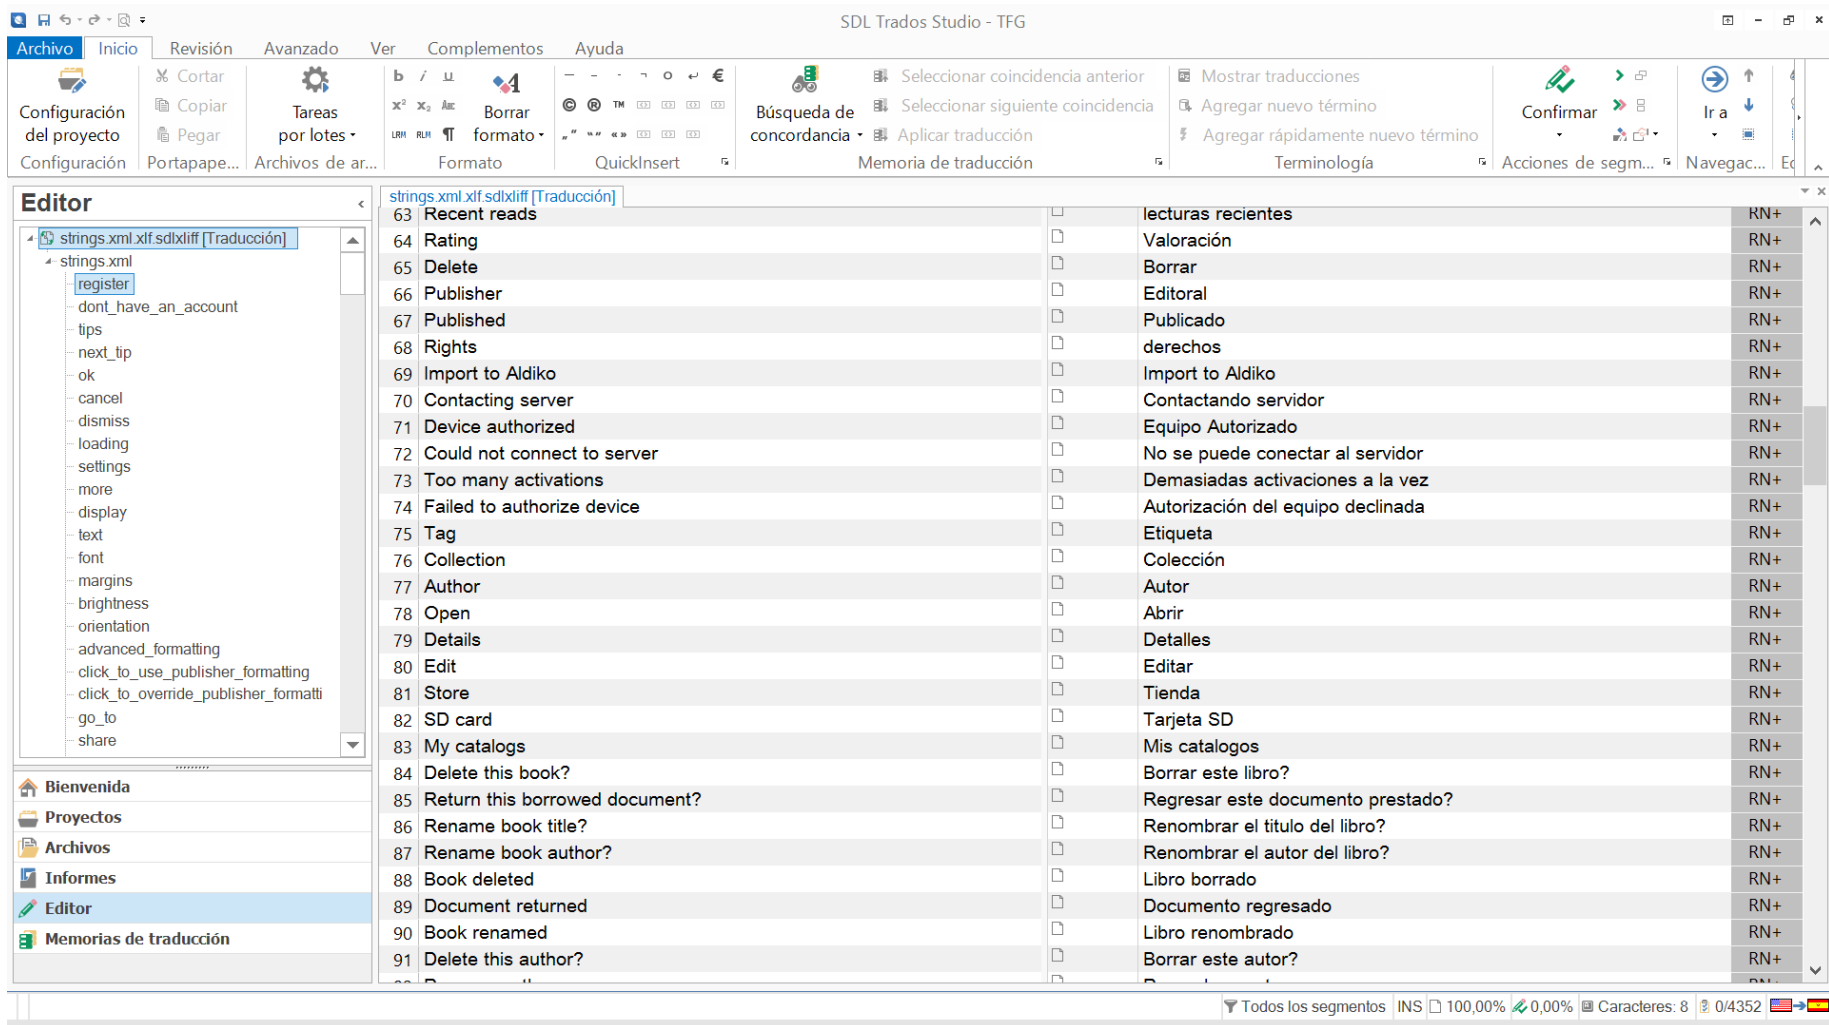 SDL Trados Studio - TFG
Archivo Inicio Revisión Avanzado Ver Complementos Ayuda
Configuración del proyecto
Configuración
Cortar
Copiar
Pegar
Portapape...
Tareas por lotes
Archivos de ar...
b i u
x² x₂
LRM RLM ¶
Borrar formato
Formato
– - - ¬ o ↵ €
© ® TM
„ “ “ “ « »
QuickInsert
Búsqueda de concordancia
Seleccionar coincidencia anterior
Seleccionar siguiente coincidencia
Aplicar traducción
Memoria de traducción
Mostrar traducciones
Agregar nuevo término
Agregar rápidamente nuevo término
Terminología
Confirmar
Acciones de segm...
Ir a
Navegac...
Editor
strings.xml.xlf.sdlxliff [Traducción]
strings.xml
register
dont_have_an_account
tips
next_tip
ok
cancel
dismiss
loading
settings
more
display
text
font
margins
brightness
orientation
advanced_formatting
click_to_use_publisher_formatting
click_to_override_publisher_formatti
go_to
share
Bienvenida
Proyectos
Archivos
Informes
Editor
Memorias de traducción
strings.xml.xlf.sdlxliff [Traducción]
63 Recent reads lecturas recientes RN+
64 Rating Valoración RN+
65 Delete Borrar RN+
66 Publisher Editoral RN+
67 Published Publicado RN+
68 Rights derechos RN+
69 Import to Aldiko Import to Aldiko RN+
70 Contacting server Contactando servidor RN+
71 Device authorized Equipo Autorizado RN+
72 Could not connect to server No se puede conectar al servidor RN+
73 Too many activations Demasiadas activaciones a la vez RN+
74 Failed to authorize device Autorización del equipo declinada RN+
75 Tag Etiqueta RN+
76 Collection Colección RN+
77 Author Autor RN+
78 Open Abrir RN+
79 Details Detalles RN+
80 Edit Editar RN+
81 Store Tienda RN+
82 SD card Tarjeta SD RN+
83 My catalogs Mis catalogos RN+
84 Delete this book? Borrar este libro? RN+
85 Return this borrowed document? Regresar este documento prestado? RN+
86 Rename book title? Renombrar el titulo del libro? RN+
87 Rename book author? Renombrar el autor del libro? RN+
88 Book deleted Libro borrado RN+
89 Document returned Documento regresado RN+
90 Book renamed Libro renombrado RN+
91 Delete this author? Borrar este autor? RN+
Todos los segmentos INS 100,00% 0,00% Caracteres: 8 0/4352